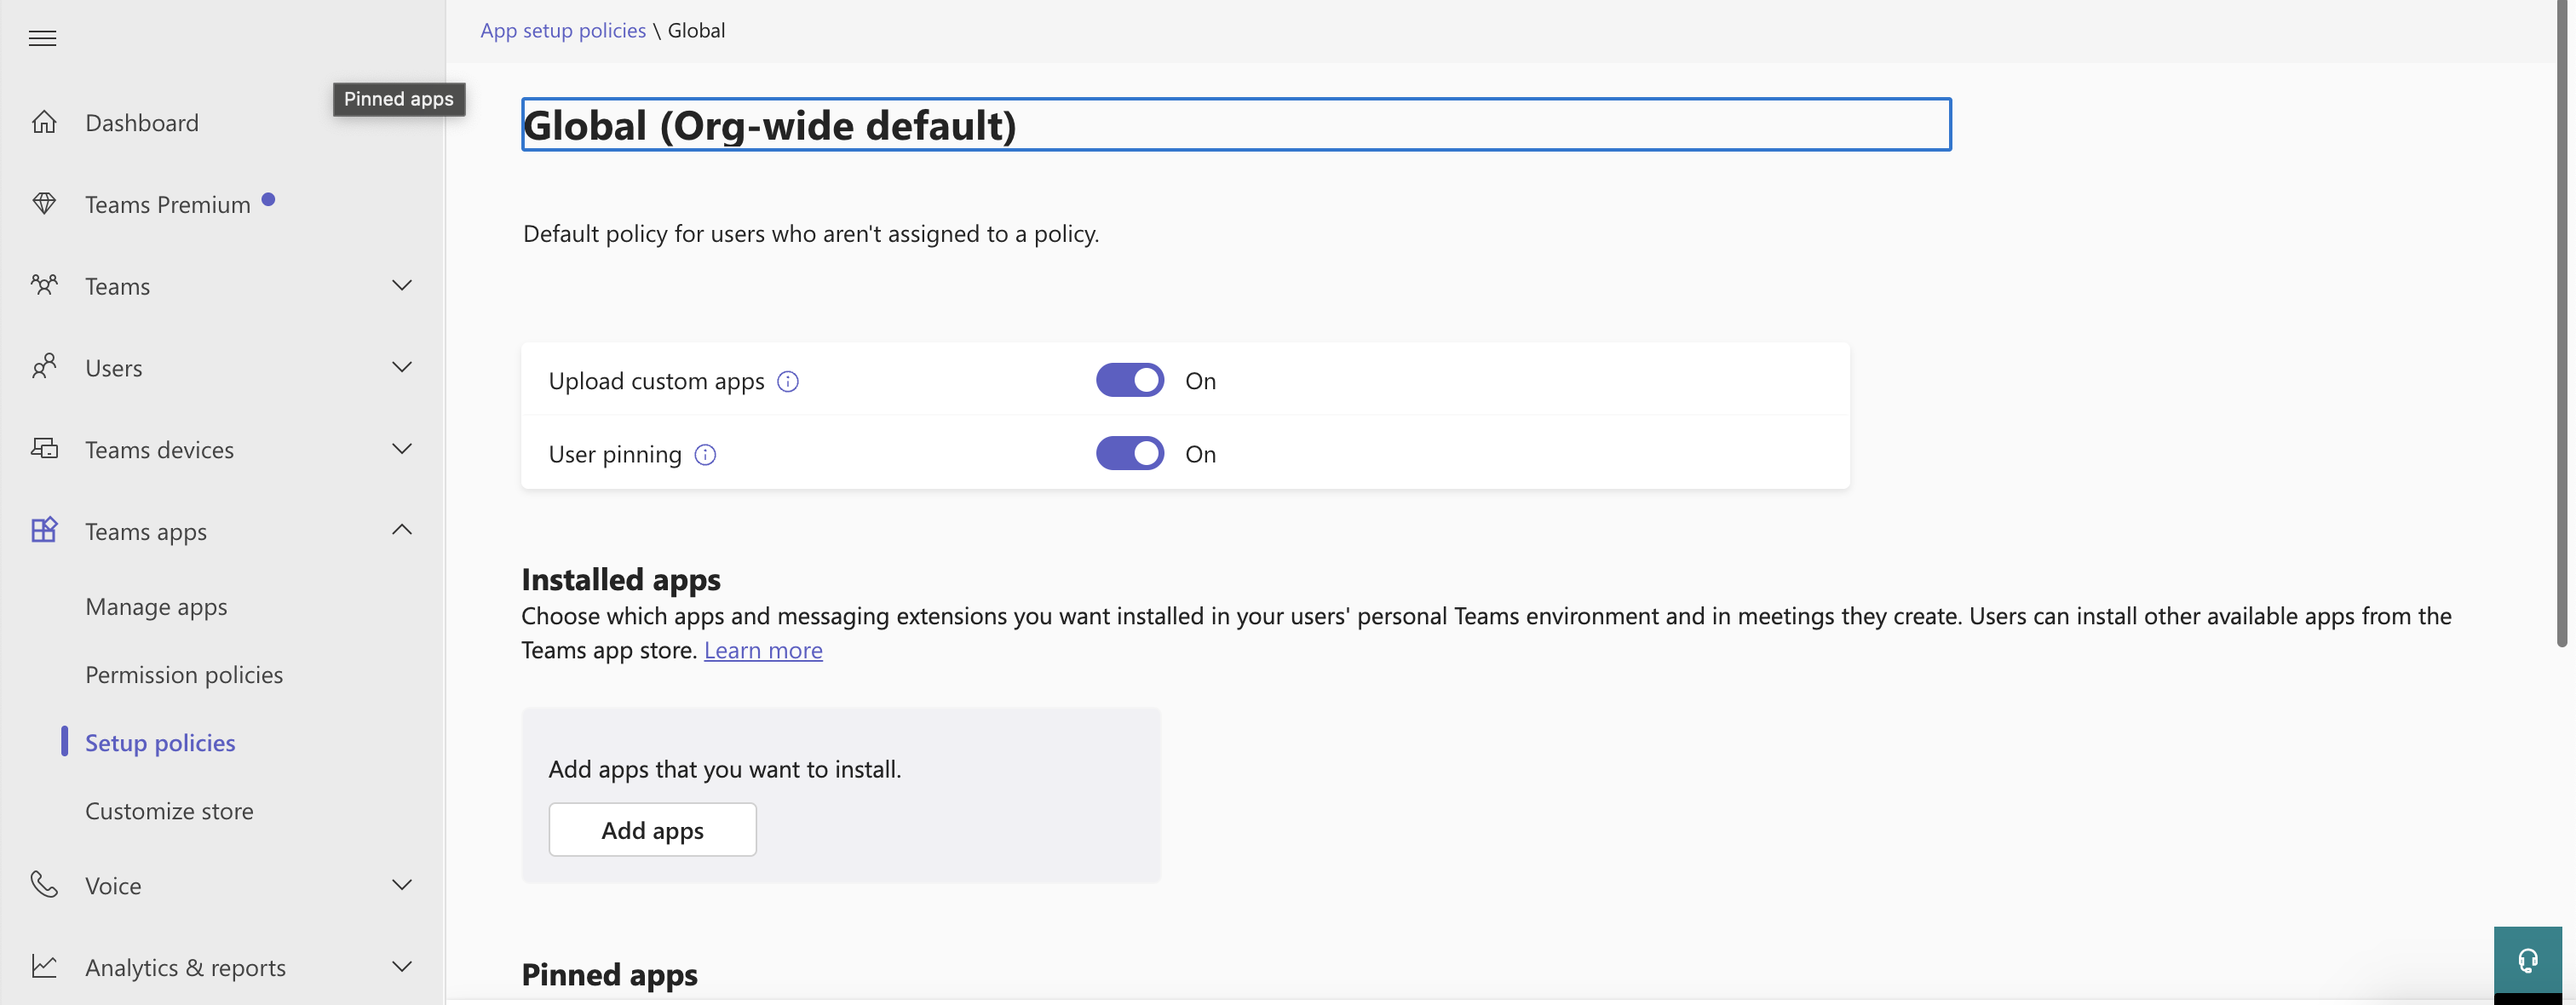 App setup policies \ Global
Pinned apps
Dashboard
Teams Premium
Teams
Users
Teams devices
Teams apps
Manage apps
Permission policies
Setup policies
Customize store
Voice
Analytics & reports
Global (Org-wide default)
Default policy for users who aren't assigned to a policy.
Upload custom apps
On
User pinning
On
Installed apps
Choose which apps and messaging extensions you want installed in your users' personal Teams environment and in meetings they create. Users can install other available apps from the
Teams app store. Learn more
Add apps that you want to install.
Add apps
Pinned apps